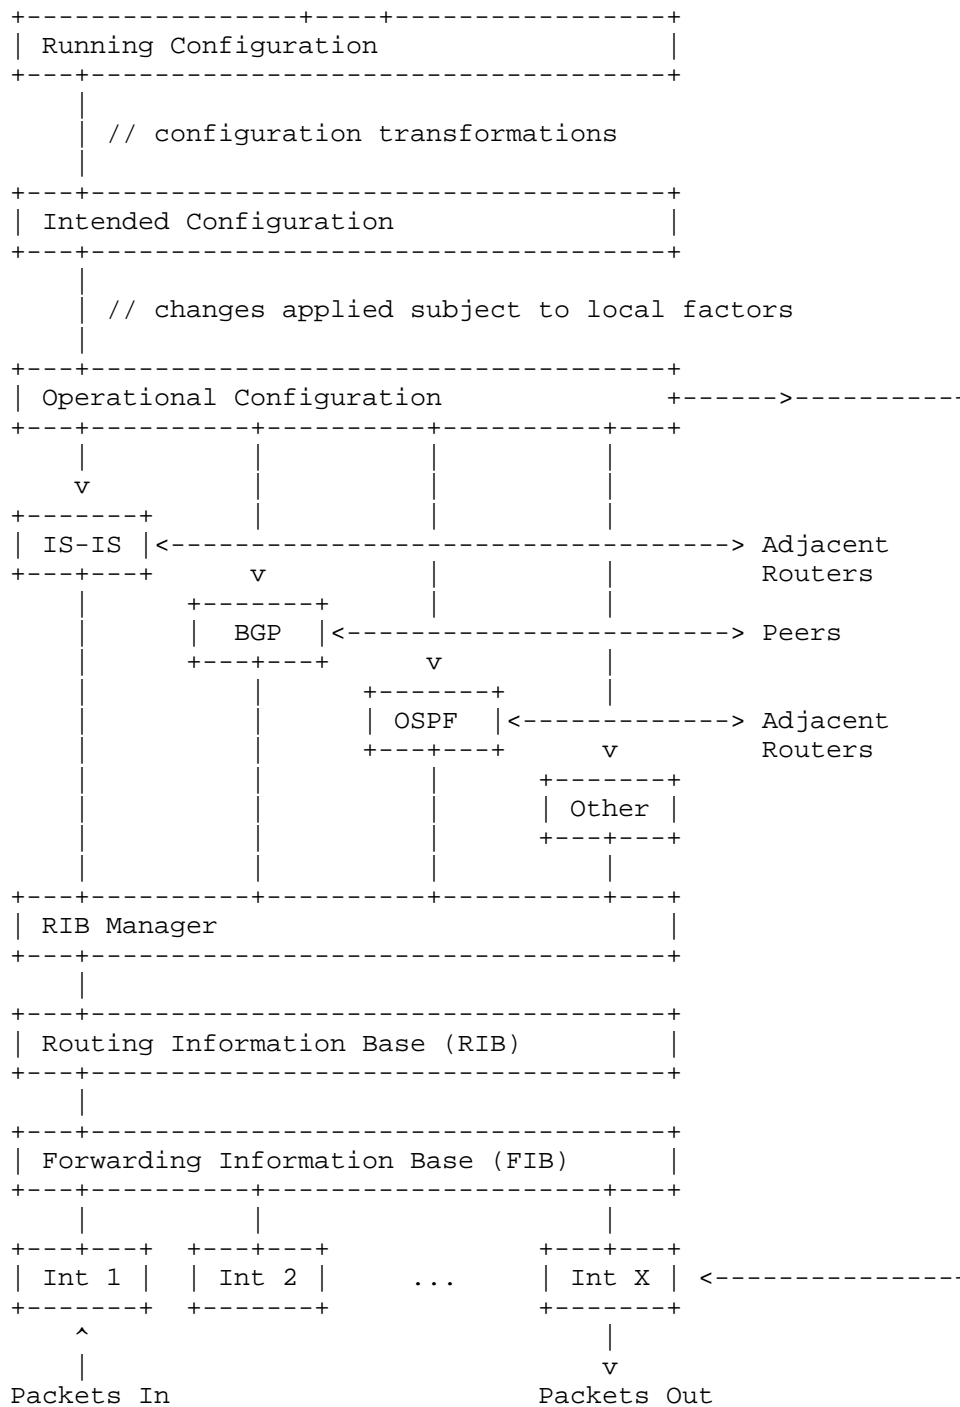 Running Configuration
// configuration transformations
Intended Configuration
// changes applied subject to local factors
Operational Configuration
IS-IS
Adjacent
Routers
BGP
Peers
OSPF
Adjacent
Routers
Other
RIB Manager
Routing Information Base (RIB)
Forwarding Information Base (FIB)
Int 1 Int 2 ... Int X
Packets In Packets Out